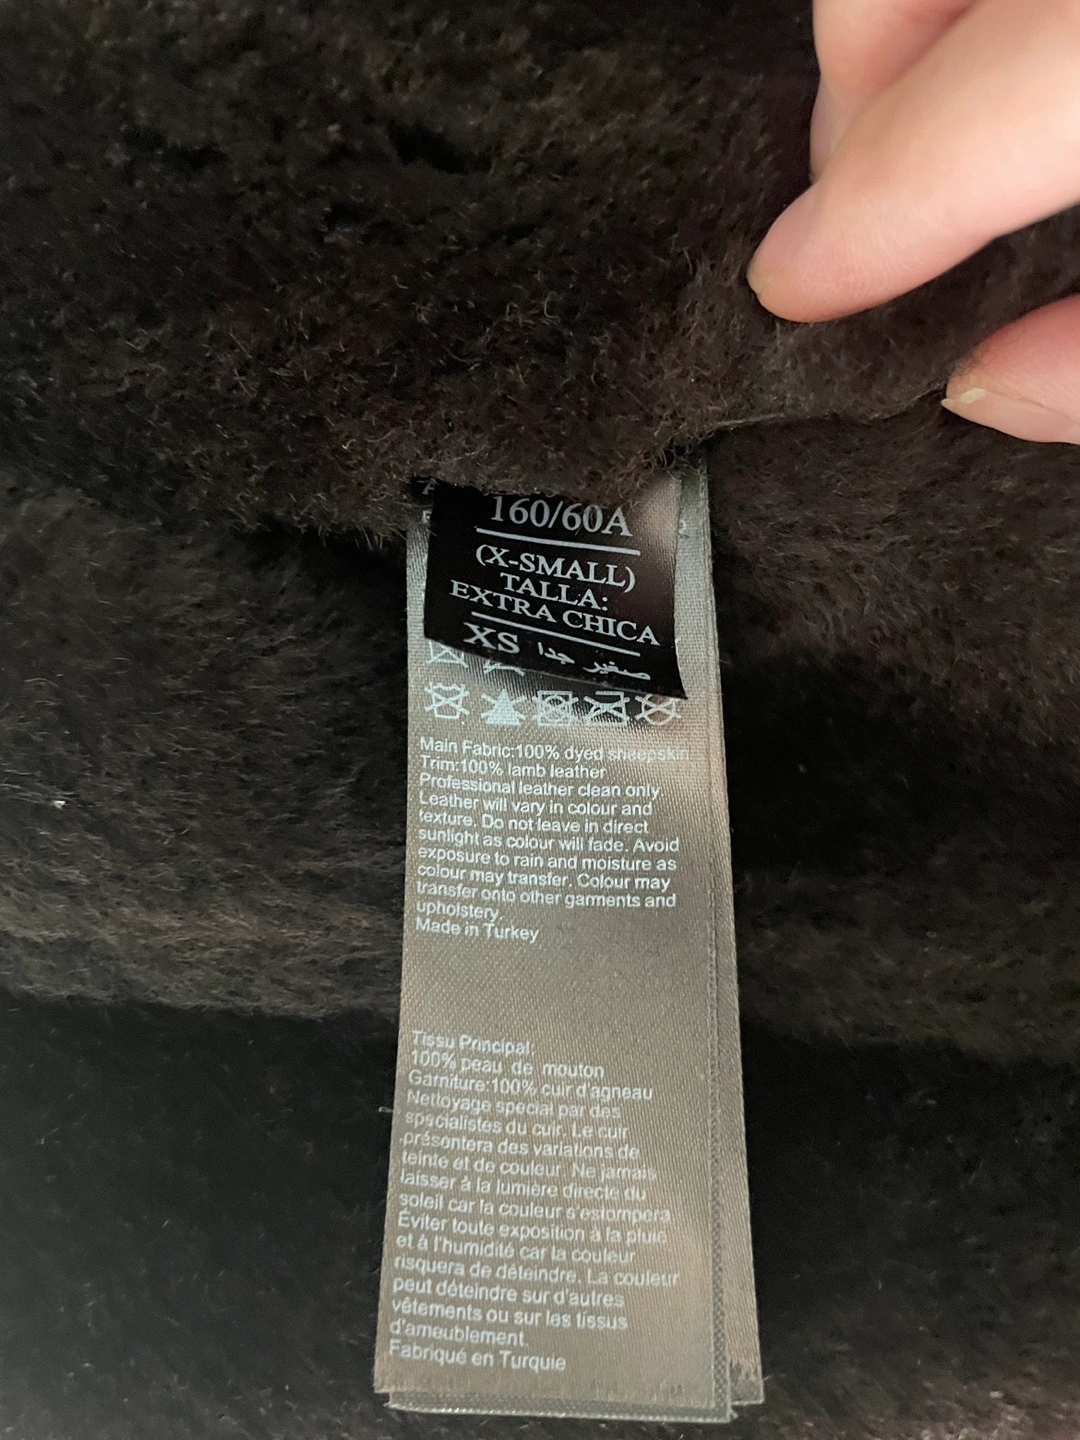 160/60A
(X-SMALL)
TALLA:
EXTRA CHICA
XS صغير جدا
Main Fabric:100% dyed sheepskin
Trim:100% lamb leather
Professional leather clean only.
Leather will vary in colour and
texture. Do not leave in direct
sunlight as colour will fade. Avoid
exposure to rain and moisture as
colour may transfer. Colour may
transfer onto other garments and
upholstery.
Made in Turkey
Tissu Principal:
100% peau de mouton
Garniture:100% cuir d'agneau
Nettoyage special par des
spécialistes du cuir. Le cuir
présentera des variations de
teinte et de couleur. Ne jamais
laisser à la lumière directe du
soleil car la couleur s'estompera.
Éviter toute exposition à la pluie
et à l'humidité car la couleur
risquera de déteindre. La couleur
peut déteindre sur d'autres
vêtements ou sur les tissus
d'ameublement.
Fabriqué en Turquie